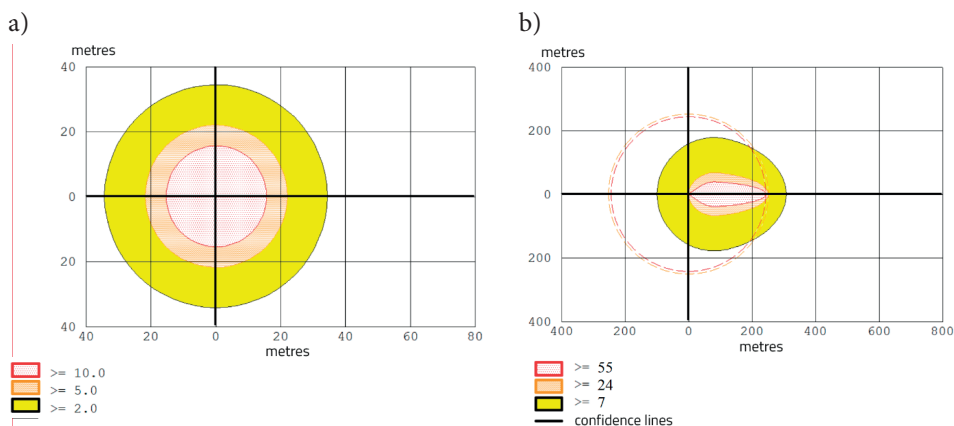 a)
metres
40
20
0
20
40
40 20 0 20 40 60 80
metres
>= 10.0
>= 5.0
>= 2.0
b)
metres
400
200
0
200
400
400 200 0 200 400 600 800
metres
>= 55
>= 24
>= 7
confidence lines